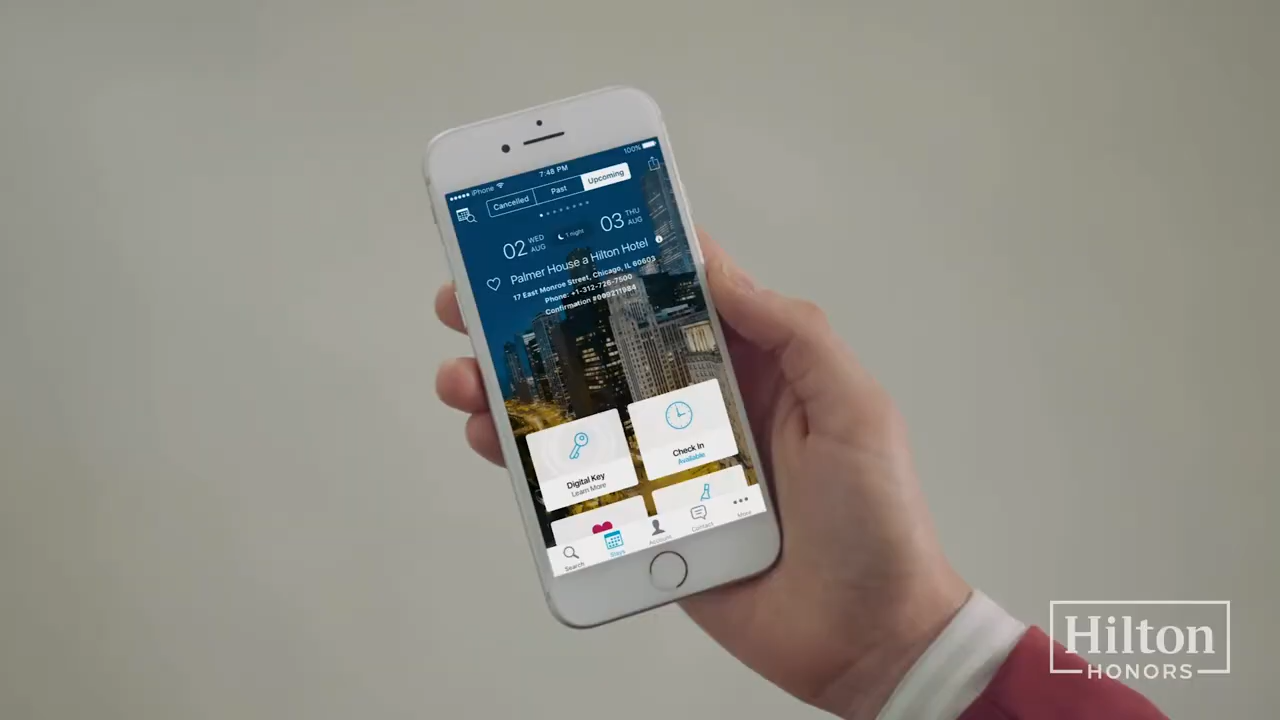 iPhone
7:48 PM
100%
Cancelled
Past
Upcoming
02 WED AUG
1 night
03 THU AUG
Palmer House a Hilton Hotel
17 East Monroe Street, Chicago, IL 60603
Phone: +1-312-726-7500
Confirmation #000211984
Digital Key
Learn More
Check In
Available
Search
Stays
Account
Contact
More
Hilton
HONORS